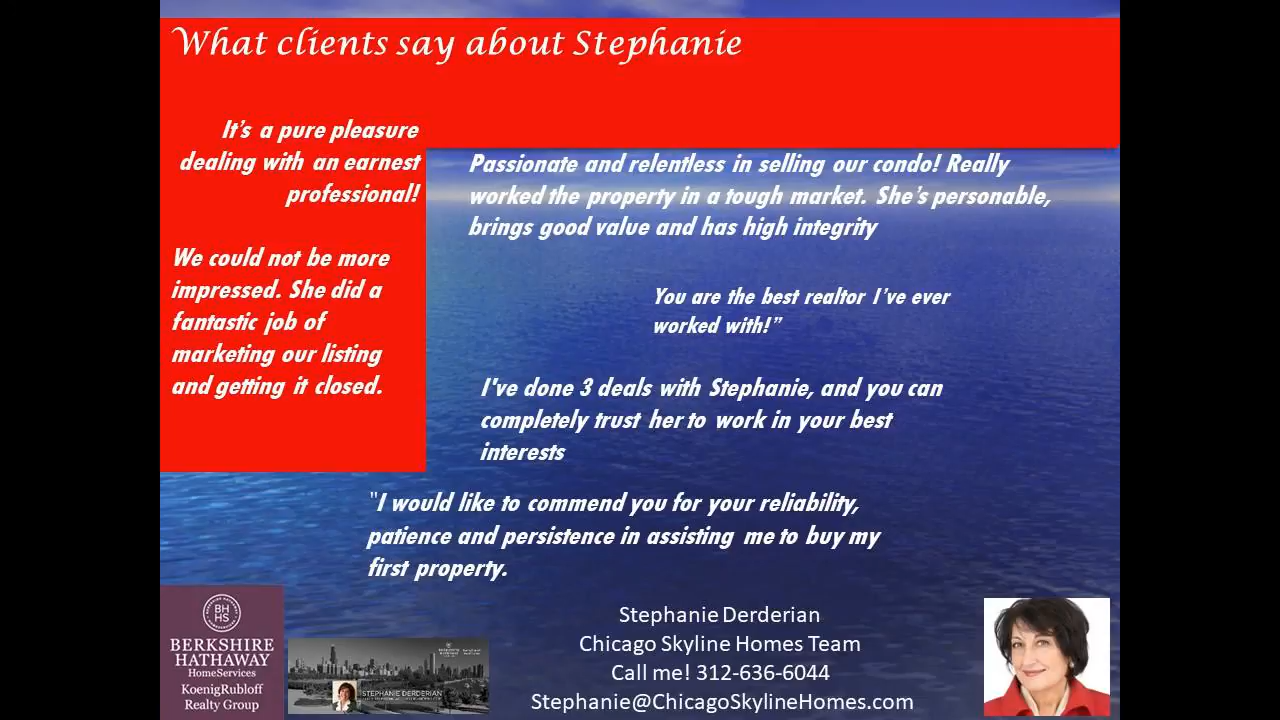 What clients say about Stephanie
It's a pure pleasure
dealing with an earnest
professional!
We could not be more
impressed. She did a
fantastic job of
marketing our listing
and getting it closed.
Passionate and relentless in selling our condo! Really
worked the property in a tough market. She's personable,
brings good value and has high integrity
You are the best realtor I've ever
worked with!”
I've done 3 deals with Stephanie, and you can
completely trust her to work in your best
interests
"I would like to commend you for your reliability,
patience and persistence in assisting me to buy my
first property.
BH
HS
BERKSHIRE
HATHAWAY
HomeServices
KoenigRubloff
Realty Group
STEPHANIE DERDERIAN
Stephanie Derderian
Chicago Skyline Homes Team
Call me! 312-636-6044
Stephanie@ChicagoSkylineHomes.com